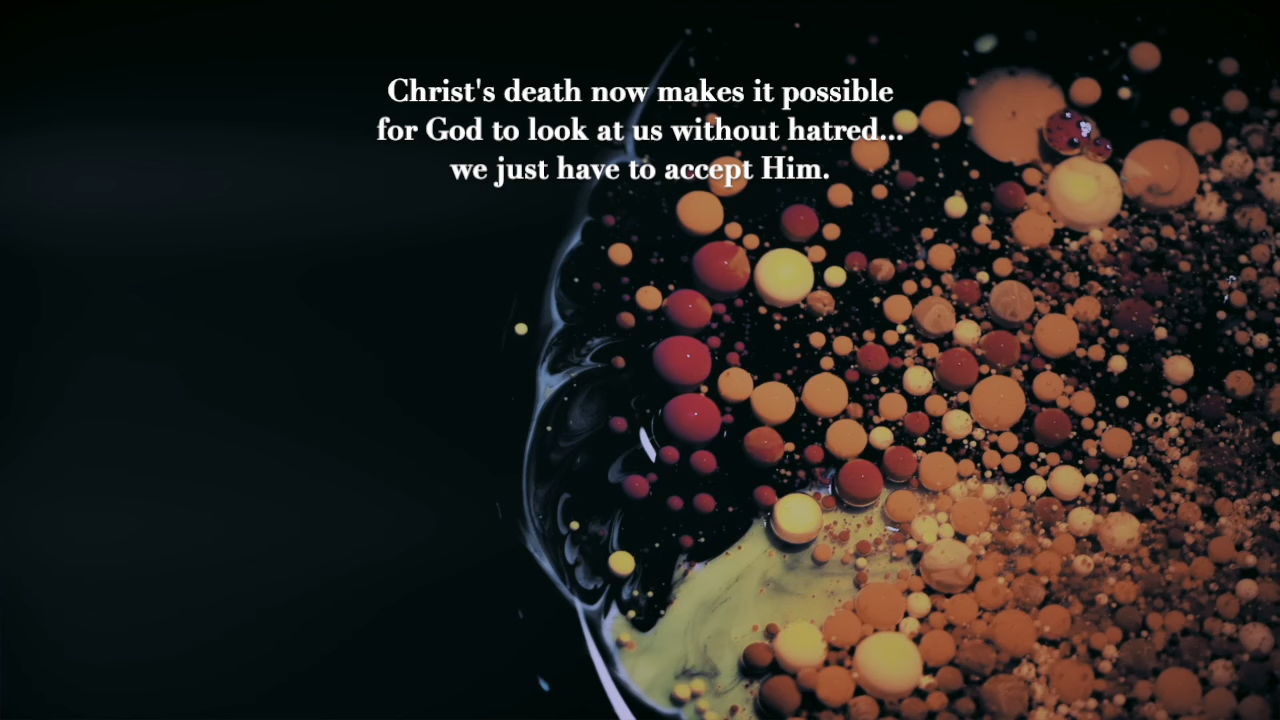 Christ's death now makes it possible
for God to look at us without hatred...
we just have to accept Him.